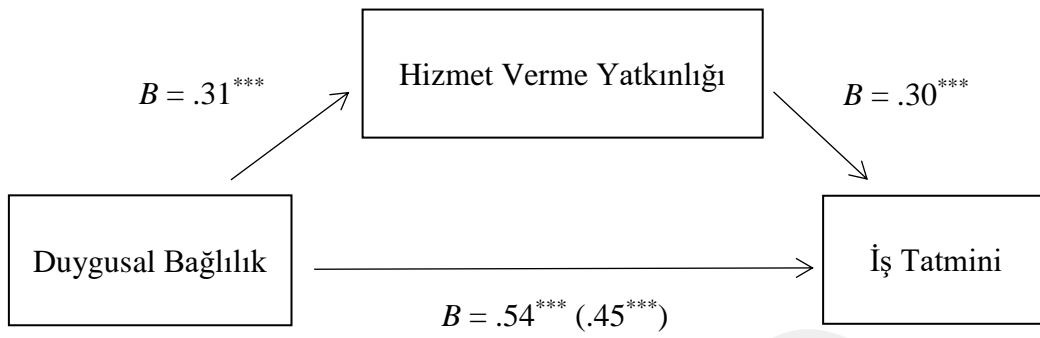 Hizmet Verme Yatkınlığı
B = .31***
B = .30***
Duygusal Bağlılık
İş Tatmini
B = .54*** (.45***)